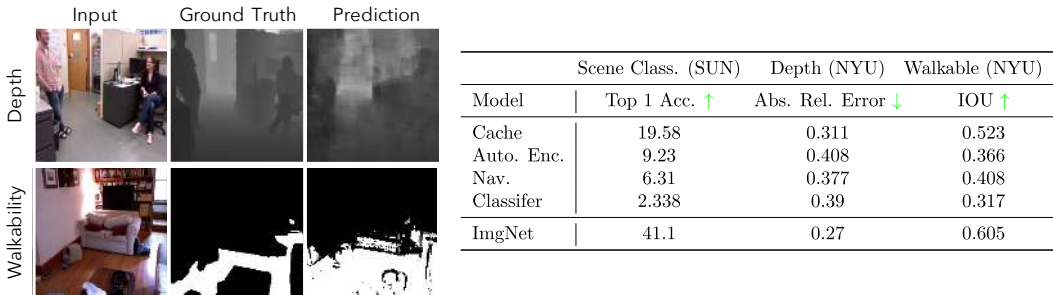 Input Ground Truth Prediction
Depth
Walkability
Scene Class. (SUN) Depth (NYU) Walkable (NYU)
Model Top 1 Acc. ↑ Abs. Rel. Error ↓ IOU ↑
Cache 19.58 0.311 0.523
Auto. Enc. 9.23 0.408 0.366
Nav. 6.31 0.377 0.408
Classifer 2.338 0.39 0.317
ImgNet 41.1 0.27 0.605